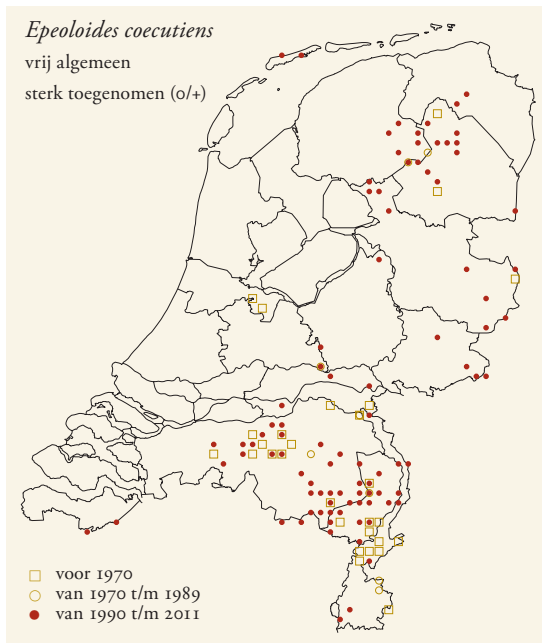 Epeoloides coecutiens
vrij algemeen
sterk toegenomen (0/+)
voor 1970
van 1970 t/m 1989
van 1990 t/m 2011